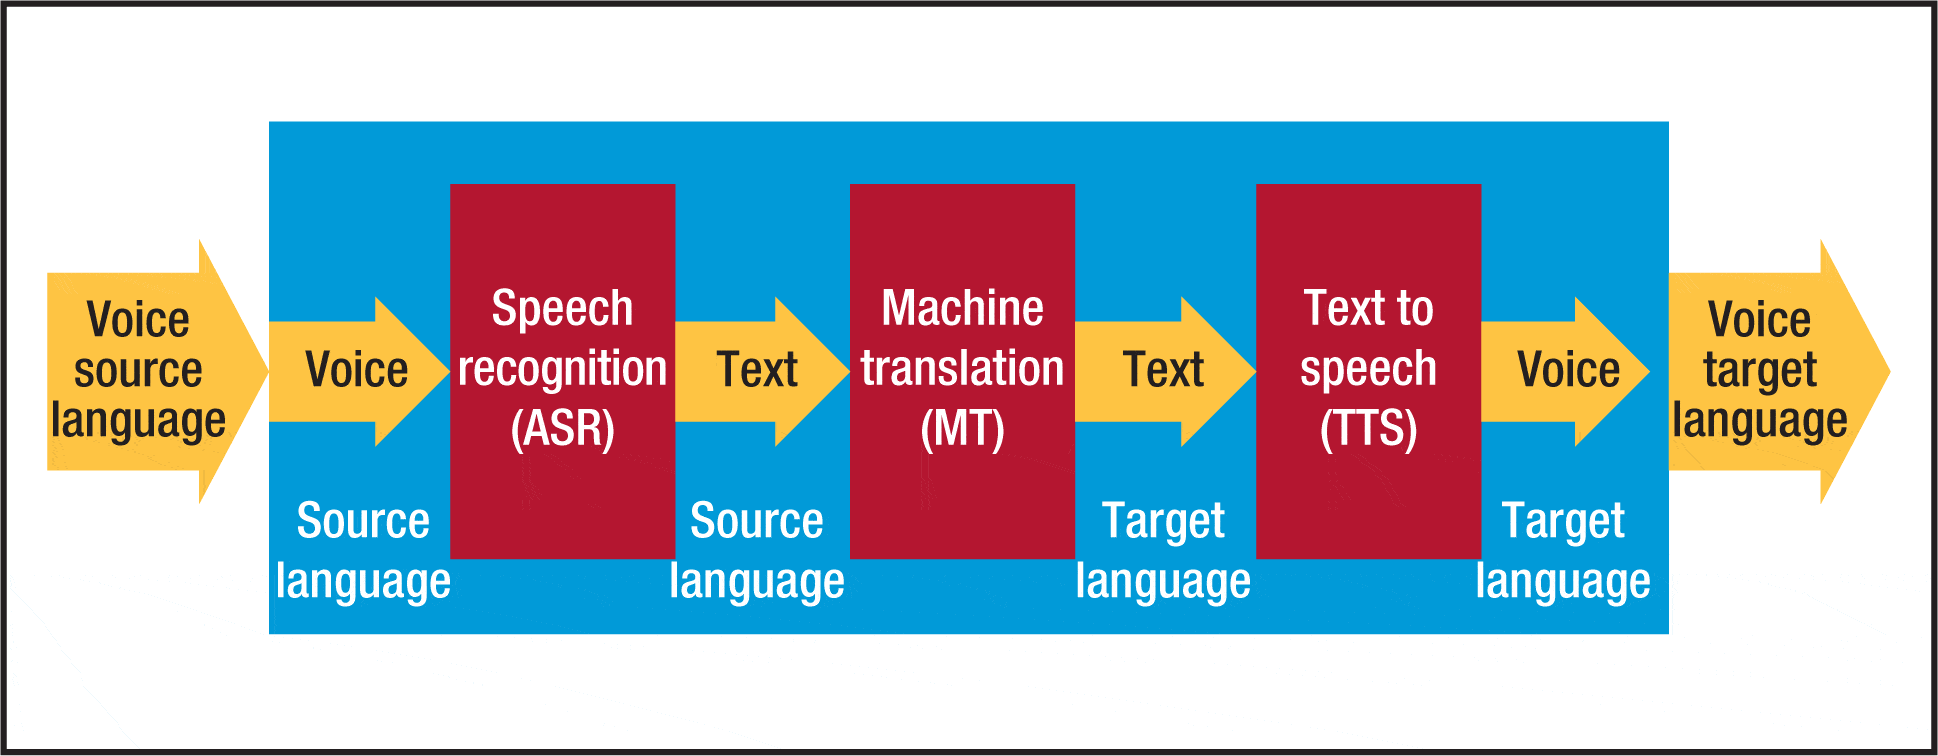 Voice
source
language
Voice
Source
language
Speech
recognition
(ASR)
Text
Source
language
Machine
translation
(MT)
Text
Target
language
Text to
speech
(TTS)
Voice
Target
language
Voice
target
language